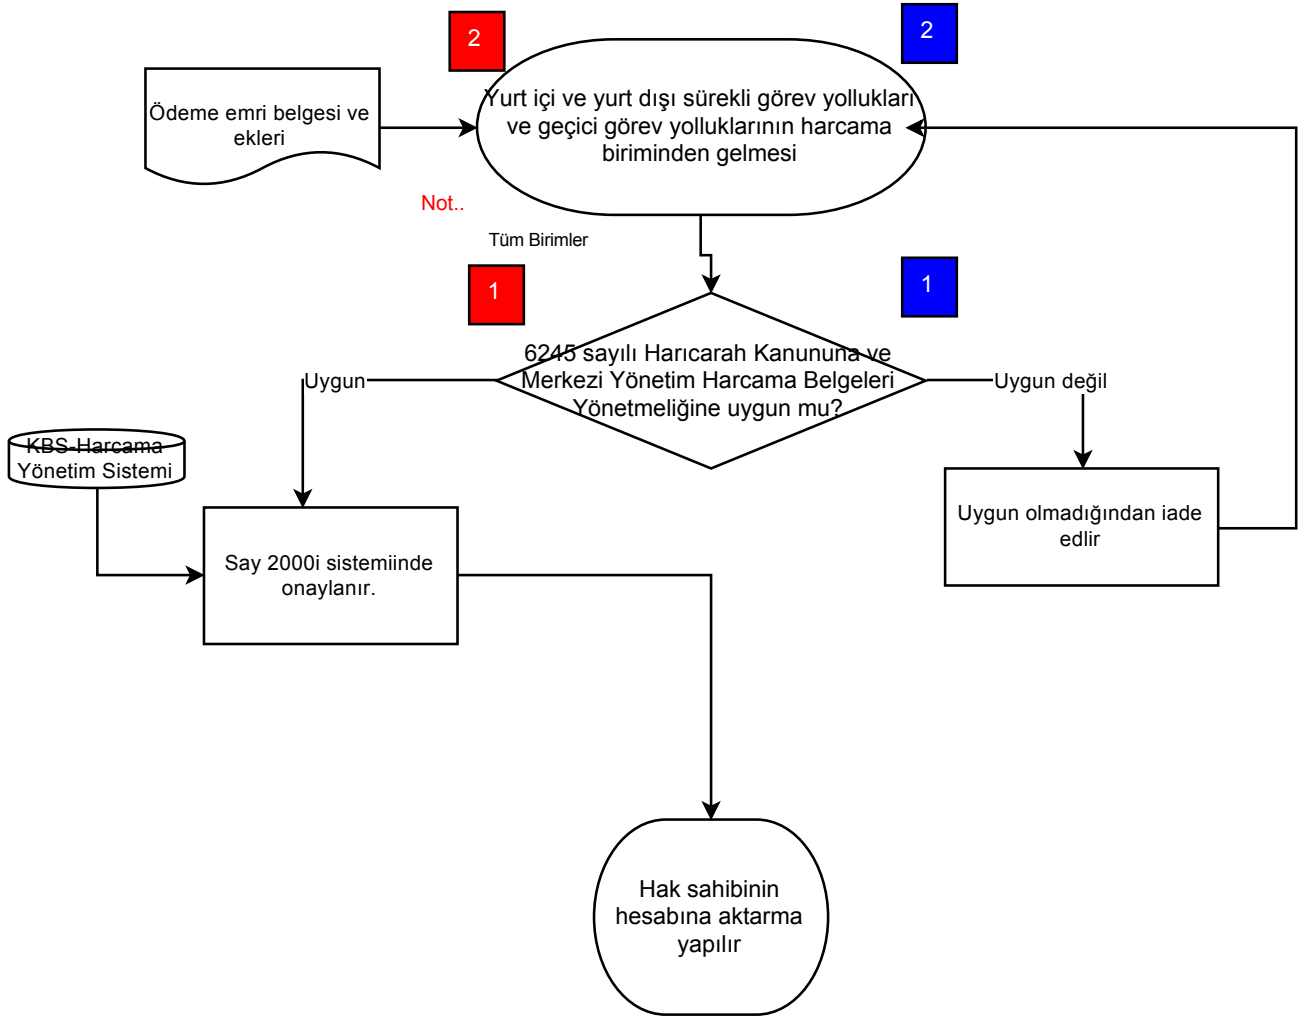 2
2
Ödeme emri belgesi ve
ekleri
Yurt içi ve yurt dışı sürekli görev yollukları
ve geçici görev yolluklarının harcama
biriminden gelmesi
Not..
Tüm Birimler
1
1
6245 sayılı Harıcarah Kanununa ve
Merkezi Yönetim Harcama Belgeleri
Yönetmeliğine uygun mu?
Uygun
Uygun değil
KBS-Harcama
Yönetim Sistemi
Uygun olmadığından iade
edlir
Say 2000i sistemiinde
onaylanır.
Hak sahibinin
hesabına aktarma
yapılır